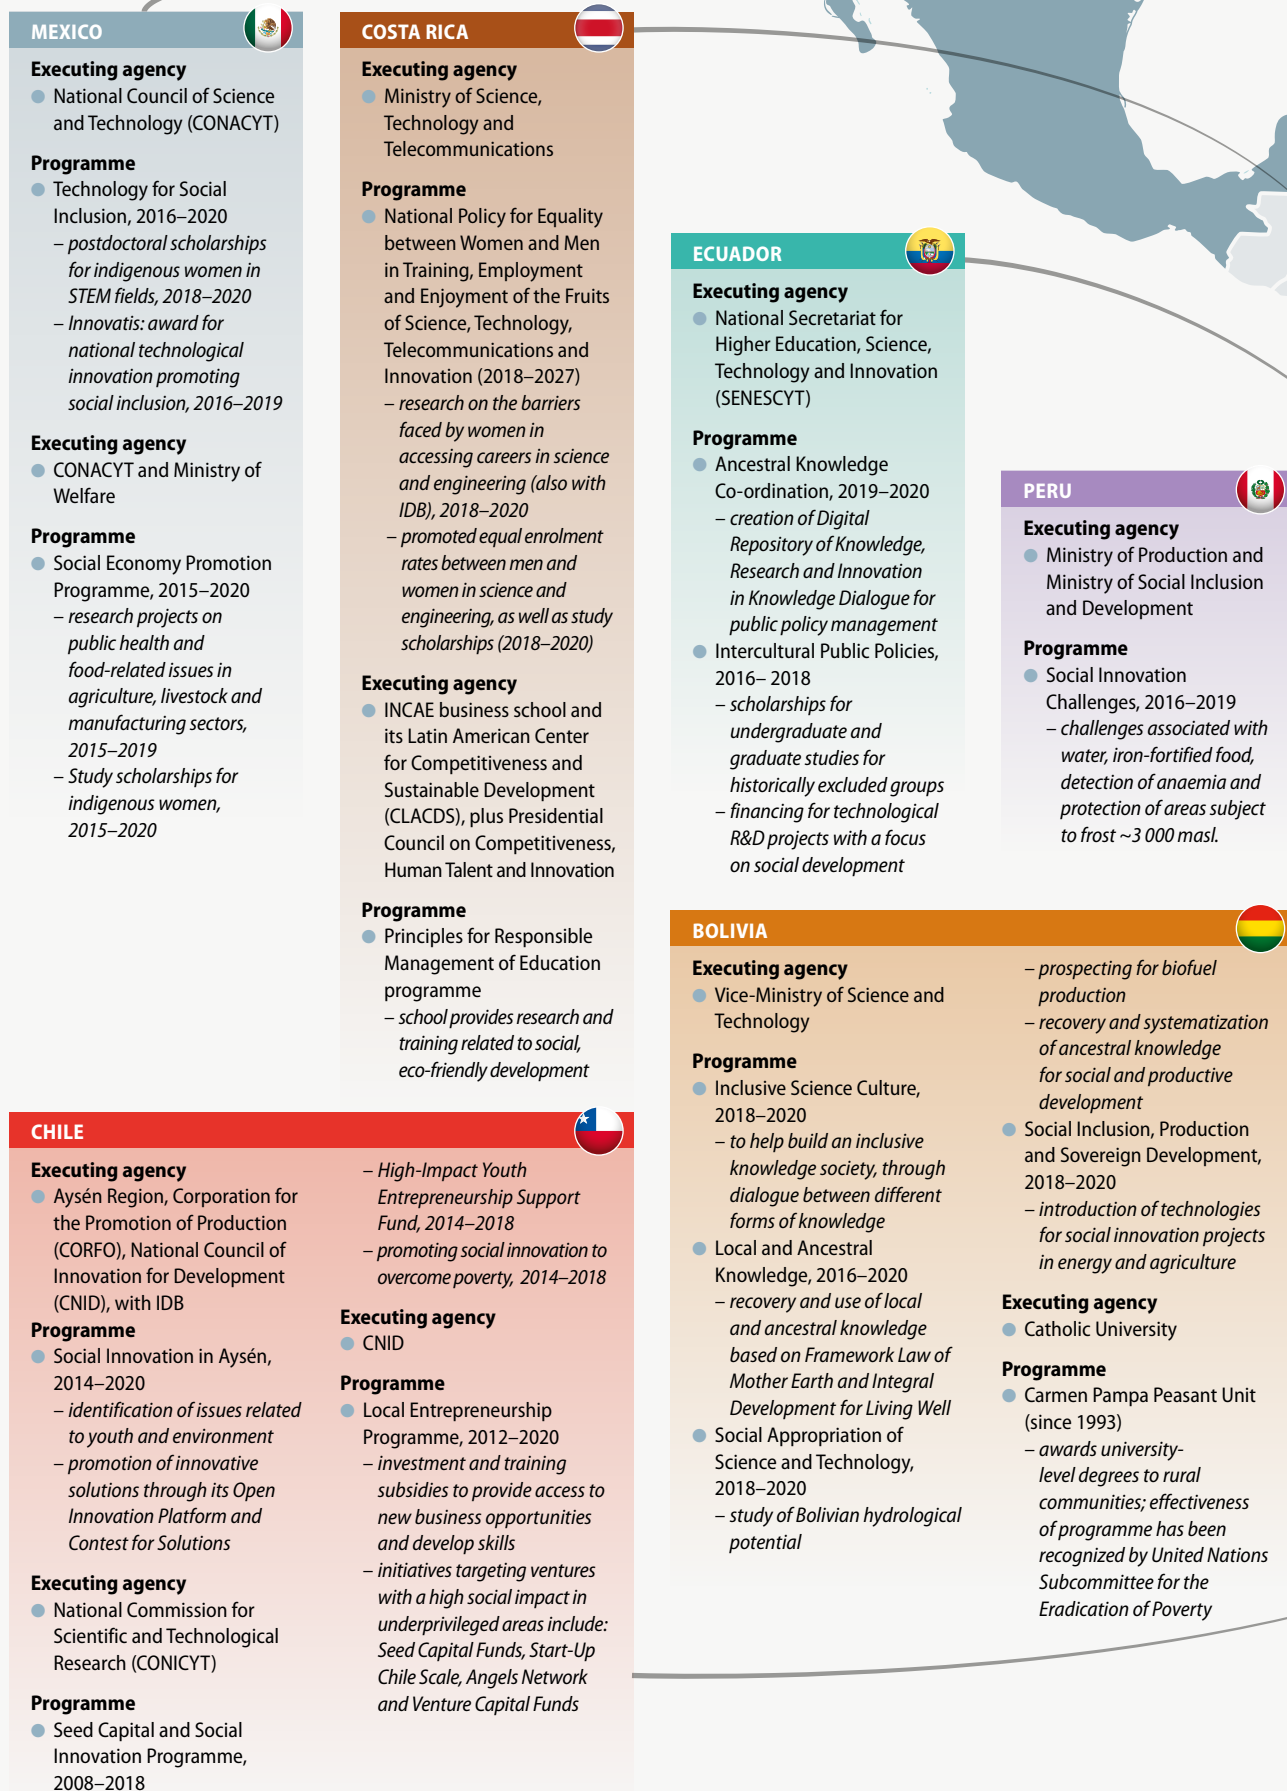 MEXICO
Executing agency
National Council of Science
and Technology (CONACYT)
Programme
Technology for Social
Inclusion, 2016–2020
– postdoctoral scholarships
for indigenous women in
STEM fields, 2018–2020
– Innovatis: award for
national technological
innovation promoting
social inclusion, 2016–2019
Executing agency
CONACYT and Ministry of
Welfare
Programme
Social Economy Promotion
Programme, 2015–2020
– research projects on
public health and
food-related issues in
agriculture, livestock and
manufacturing sectors,
2015–2019
– Study scholarships for
indigenous women,
2015–2020
COSTA RICA
Executing agency
Ministry of Science,
Technology and
Telecommunications
Programme
National Policy for Equality
between Women and Men
in Training, Employment
and Enjoyment of the Fruits
of Science, Technology,
Telecommunications and
Innovation (2018–2027)
– research on the barriers
faced by women in
accessing careers in science
and engineering (also with
IDB), 2018–2020
– promoted equal enrolment
rates between men and
women in science and
engineering, as well as study
scholarships (2018–2020)
Executing agency
INCAE business school and
its Latin American Center
for Competitiveness and
Sustainable Development
(CLACDS), plus Presidential
Council on Competitiveness,
Human Talent and Innovation
Programme
Principles for Responsible
Management of Education
programme
– school provides research and
training related to social,
eco-friendly development
ECUADOR
Executing agency
National Secretariat for
Higher Education, Science,
Technology and Innovation
(SENESCYT)
Programme
Ancestral Knowledge
Co-ordination, 2019–2020
– creation of Digital
Repository of Knowledge,
Research and Innovation
in Knowledge Dialogue for
public policy management
Intercultural Public Policies,
2016– 2018
– scholarships for
undergraduate and
graduate studies for
historically excluded groups
– financing for technological
R&D projects with a focus
on social development
PERU
Executing agency
Ministry of Production and
Ministry of Social Inclusion
and Development
Programme
Social Innovation
Challenges, 2016–2019
– challenges associated with
water, iron-fortified food,
detection of anaemia and
protection of areas subject
to frost ~3 000 masl.
BOLIVIA
Executing agency
Vice-Ministry of Science and
Technology
Programme
Inclusive Science Culture,
2018–2020
– to help build an inclusive
knowledge society, through
dialogue between different
forms of knowledge
Local and Ancestral
Knowledge, 2016–2020
– recovery and use of local
and ancestral knowledge
based on Framework Law of
Mother Earth and Integral
Development for Living Well
Social Appropriation of
Science and Technology,
2018–2020
– study of Bolivian hydrological
potential
– prospecting for biofuel
production
– recovery and systematization
of ancestral knowledge
for social and productive
development
Social Inclusion, Production
and Sovereign Development,
2018–2020
– introduction of technologies
for social innovation projects
in energy and agriculture
Executing agency
Catholic University
Programme
Carmen Pampa Peasant Unit
(since 1993)
– awards university-
level degrees to rural
communities; effectiveness
of programme has been
recognized by United Nations
Subcommittee for the
Eradication of Poverty
CHILE
Executing agency
Aysén Region, Corporation for
the Promotion of Production
(CORFO), National Council of
Innovation for Development
(CNID), with IDB
Programme
Social Innovation in Aysén,
2014–2020
– identification of issues related
to youth and environment
– promotion of innovative
solutions through its Open
Innovation Platform and
Contest for Solutions
Executing agency
National Commission for
Scientific and Technological
Research (CONICYT)
Programme
Seed Capital and Social
Innovation Programme,
2008–2018
– High-Impact Youth
Entrepreneurship Support
Fund, 2014–2018
– promoting social innovation to
overcome poverty, 2014–2018
Executing agency
CNID
Programme
Local Entrepreneurship
Programme, 2012–2020
– investment and training
subsidies to provide access to
new business opportunities
and develop skills
– initiatives targeting ventures
with a high social impact in
underprivileged areas include:
Seed Capital Funds, Start-Up
Chile Scale, Angels Network
and Venture Capital Funds